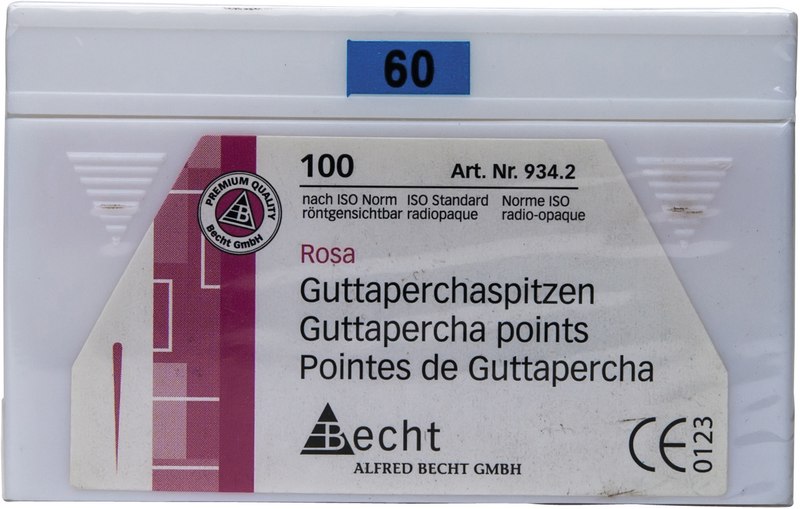 60
100 Art. Nr. 934.2
nach ISO Norm ISO Standard Norme ISO
röntgensichtbar radiopaque radio-opaque
PREMIUM QUALITY
B
Becht GmbH
Rosa
Guttaperchaspitzen
Guttapercha points
Pointes de Guttapercha
Becht
ALFRED BECHT GMBH
CE 0123